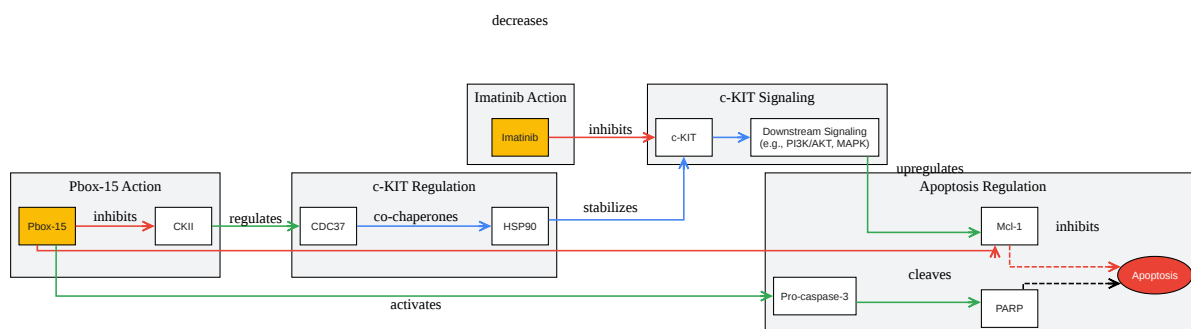 decreases
Imatinib Action
c-KIT Signaling
Imatinib
inhibits
c-KIT
Downstream Signaling
(e.g., PI3K/AKT, MAPK)
upregulates
Pbox-15 Action
c-KIT Regulation
Apoptosis Regulation
Pbox-15
inhibits
CKII
regulates
CDC37
co-chaperones
HSP90
stabilizes
Mcl-1
inhibits
Apoptosis
cleaves
Pro-caspase-3
PARP
activates